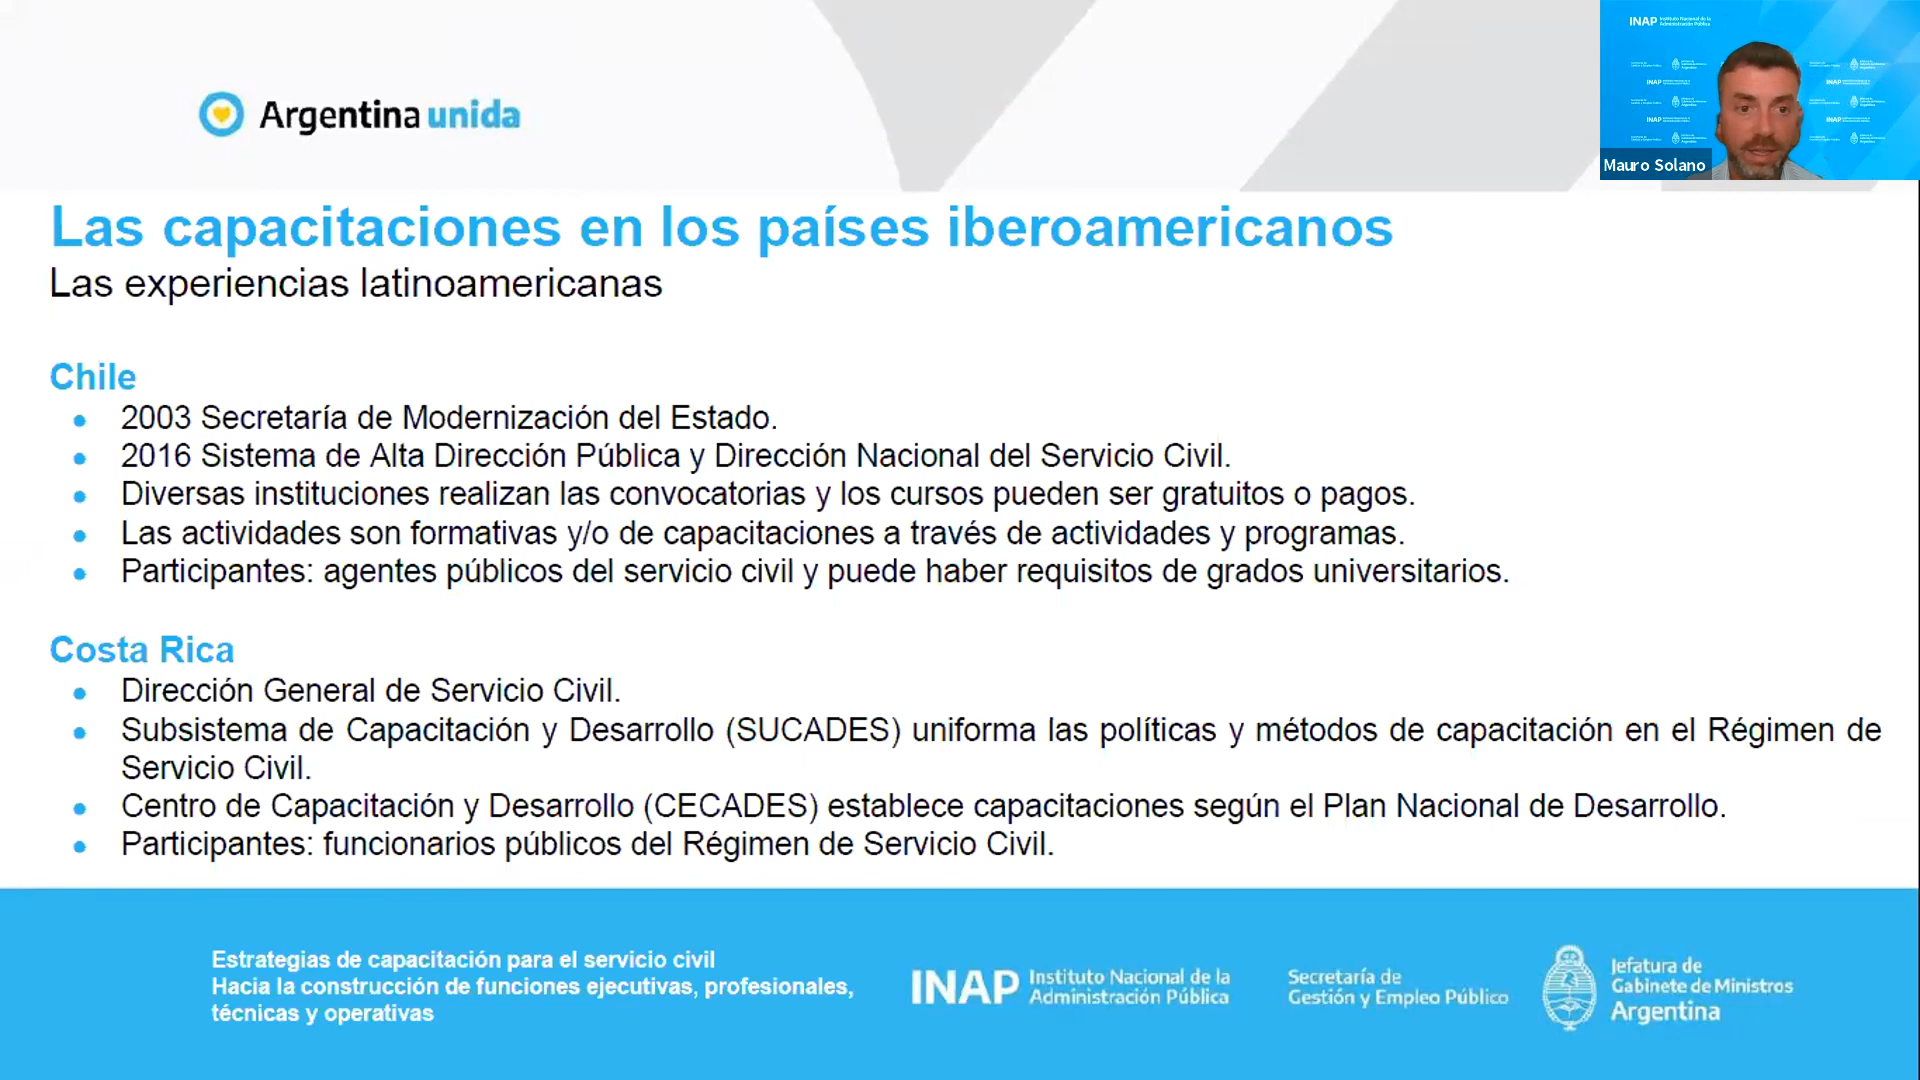 INAP Instituto Nacional de la
Administración Pública
Mauro Solano
Argentina unida
Las capacitaciones en los países iberoamericanos
Las experiencias latinoamericanas
Chile
2003 Secretaría de Modernización del Estado.
2016 Sistema de Alta Dirección Pública y Dirección Nacional del Servicio Civil.
Diversas instituciones realizan las convocatorias y los cursos pueden ser gratuitos o pagos.
Las actividades son formativas y/o de capacitaciones a través de actividades y programas.
Participantes: agentes públicos del servicio civil y puede haber requisitos de grados universitarios.
Costa Rica
Dirección General de Servicio Civil.
Subsistema de Capacitación y Desarrollo (SUCADES) uniforma las políticas y métodos de capacitación en el Régimen de
Servicio Civil.
Centro de Capacitación y Desarrollo (CECADES) establece capacitaciones según el Plan Nacional de Desarrollo.
Participantes: funcionarios públicos del Régimen de Servicio Civil.
Estrategias de capacitación para el servicio civil
Hacia la construcción de funciones ejecutivas, profesionales,
técnicas y operativas
INAP Instituto Nacional de la
Administración Pública
Secretaría de
Gestión y Empleo Público
Jefatura de
Gabinete de Ministros
Argentina